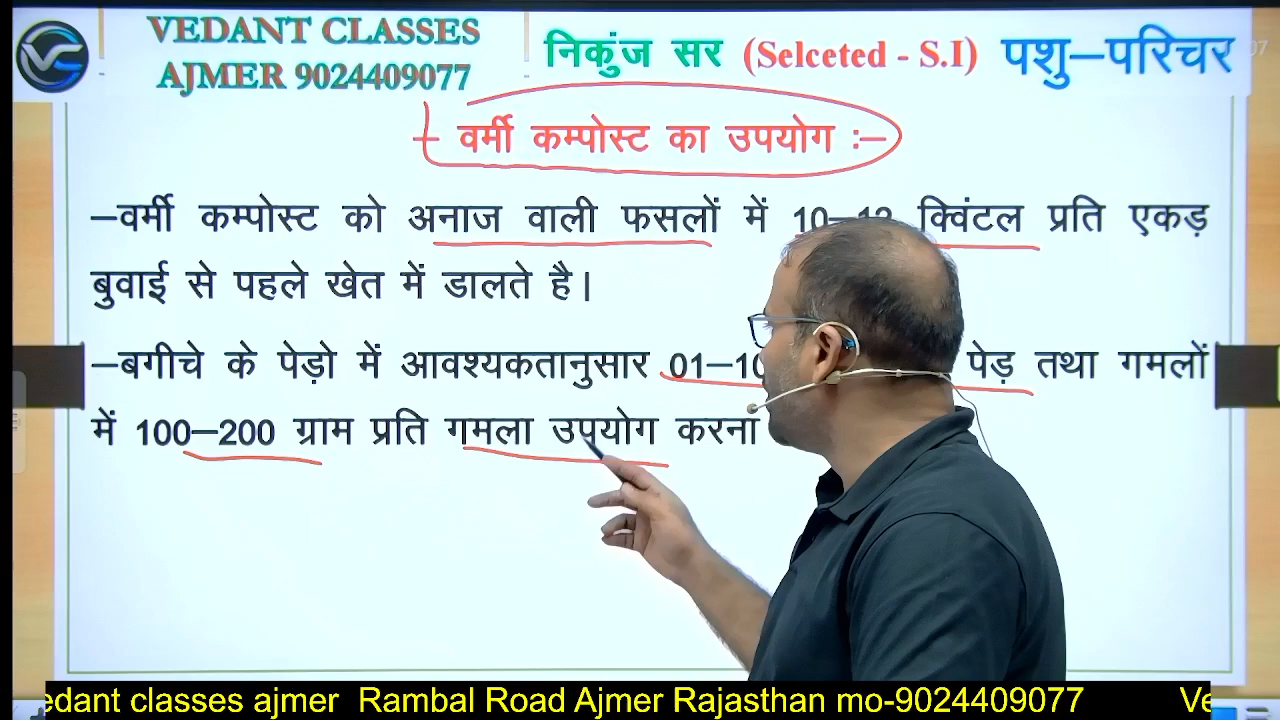 VEDANT CLASSES
AJMER 9024409077
निकुंज सर (Selceted - S.I) पशु–परिचर
– वर्मी कम्पोस्ट का उपयोग :–
–वर्मी कम्पोस्ट को अनाज वाली फसलों में क्विंटल प्रति एकड़
बुवाई से पहले खेत में डालते है।
–बगीचे के पेड़ो में आवश्यकतानुसार पेड़ तथा गमलों
में 100–200 ग्राम प्रति गमला उपयोग करना
edant classes ajmer Rambal Road Ajmer Rajasthan mo-9024409077 Ve